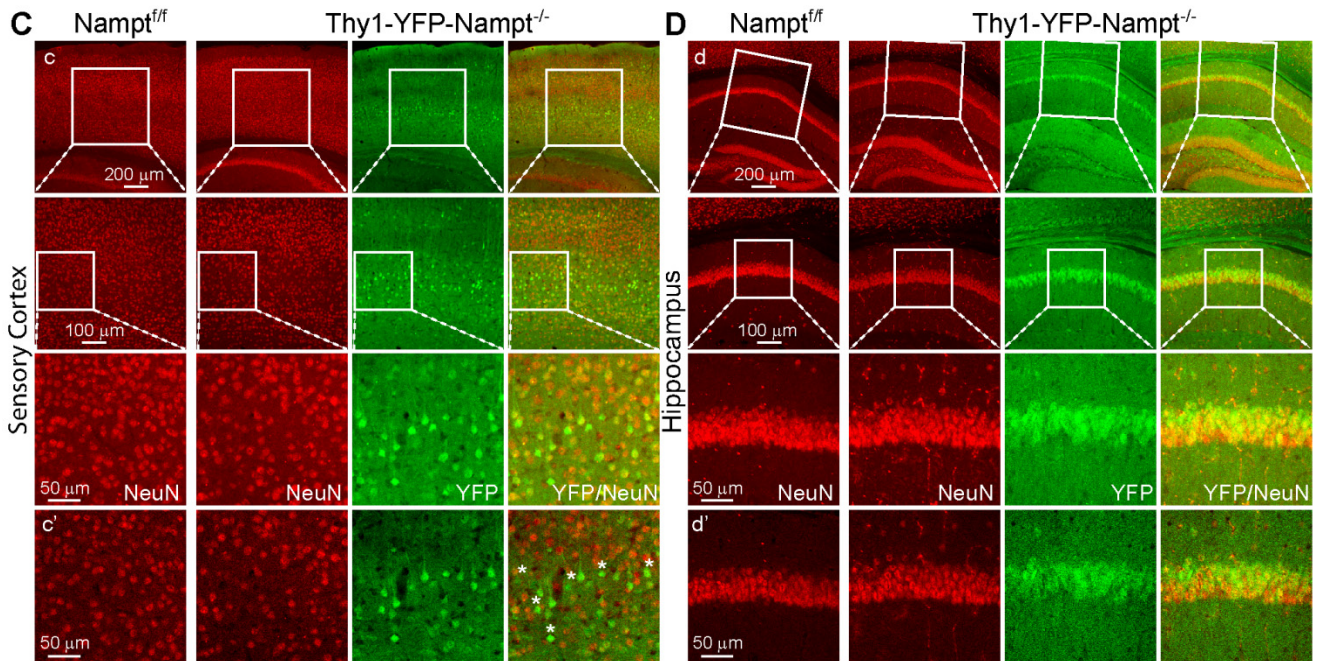 C Nampt^f/f Thy1-YFP-Nampt^-/-
Sensory Cortex
c
200 μm
100 μm
50 μm NeuN NeuN YFP YFP/NeuN
c'
* * * * * *
50 μm
D Nampt^f/f Thy1-YFP-Nampt^-/-
Hippocampus
d
200 μm
100 μm
50 μm NeuN NeuN YFP YFP/NeuN
d'
50 μm